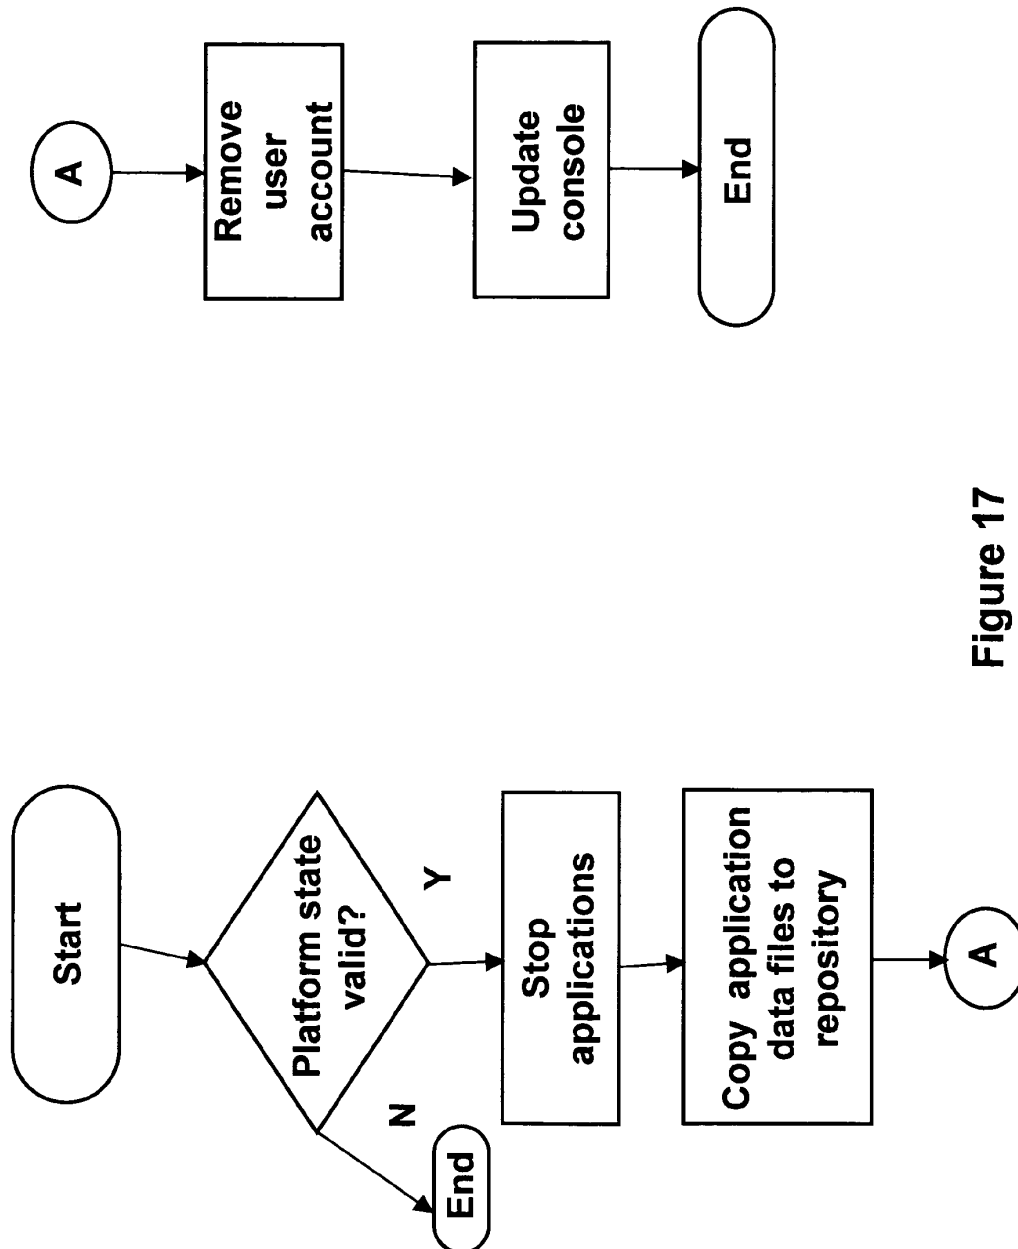 Start
Platform state
valid?
N
Y
End
Stop
applications
Copy application
data files to
repository
A
A
Remove
user
account
Update
console
End
Figure 17